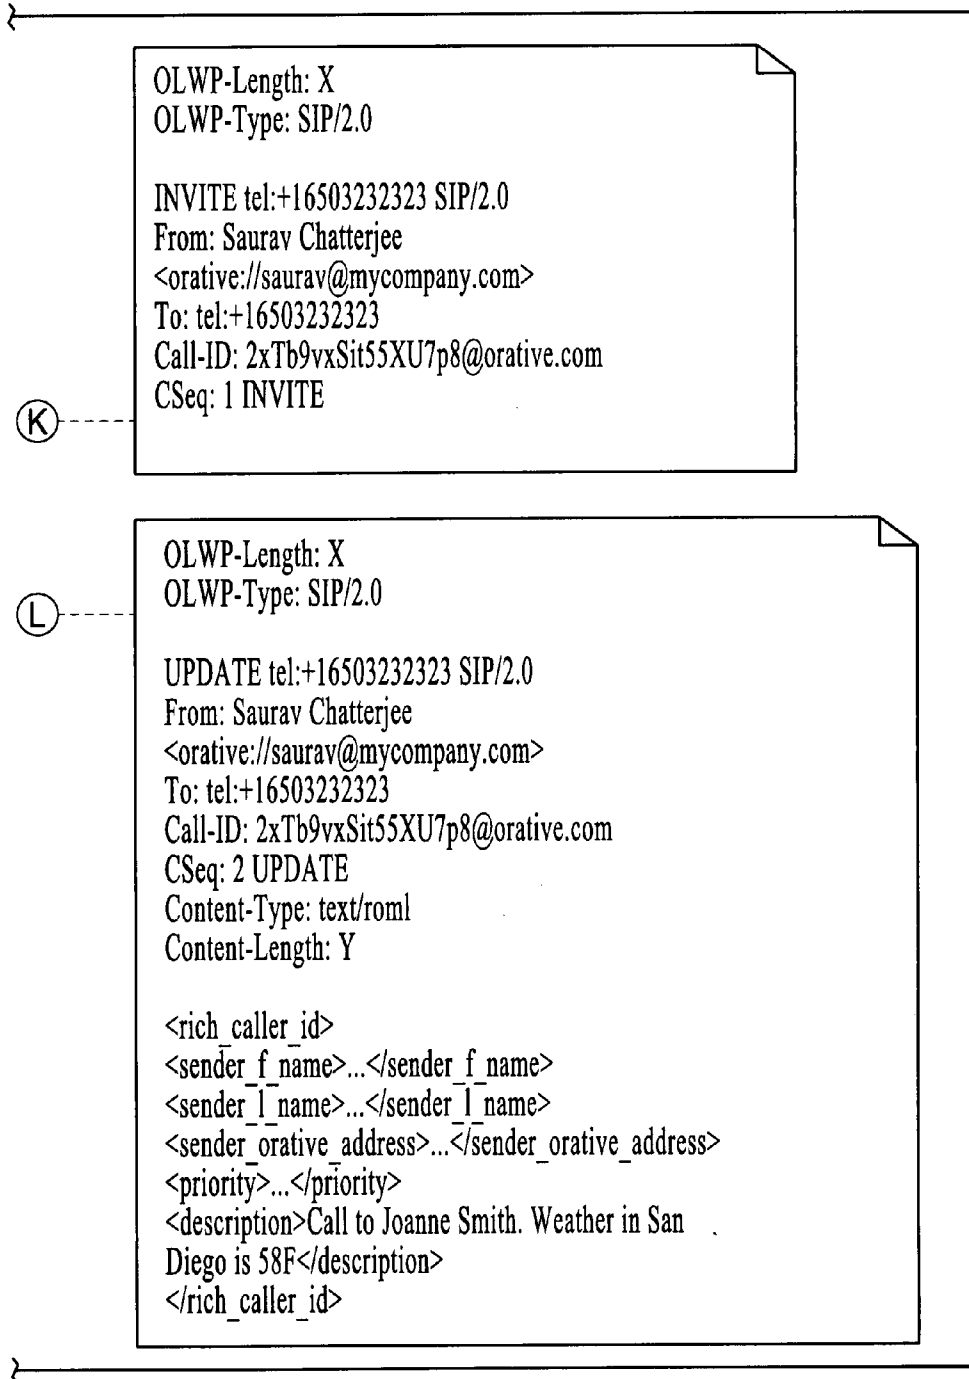 OLWP-Length: X
OLWP-Type: SIP/2.0
INVITE tel:+16503232323 SIP/2.0
From: Saurav Chatterjee
<orative://saurav@mycompany.com>
To: tel:+16503232323
Call-ID: 2xTb9vxSit55XU7p8@orative.com
CSeq: 1 INVITE
K
OLWP-Length: X
OLWP-Type: SIP/2.0
L
UPDATE tel:+16503232323 SIP/2.0
From: Saurav Chatterjee
<orative://saurav@mycompany.com>
To: tel:+16503232323
Call-ID: 2xTb9vxSit55XU7p8@orative.com
CSeq: 2 UPDATE
Content-Type: text/roml
Content-Length: Y
<rich_caller_id>
<sender_f_name>...</sender_f_name>
<sender_l_name>...</sender_l_name>
<sender_orative_address>...</sender_orative_address>
<priority>...</priority>
<description>Call to Joanne Smith. Weather in San
Diego is 58F</description>
</rich_caller_id>